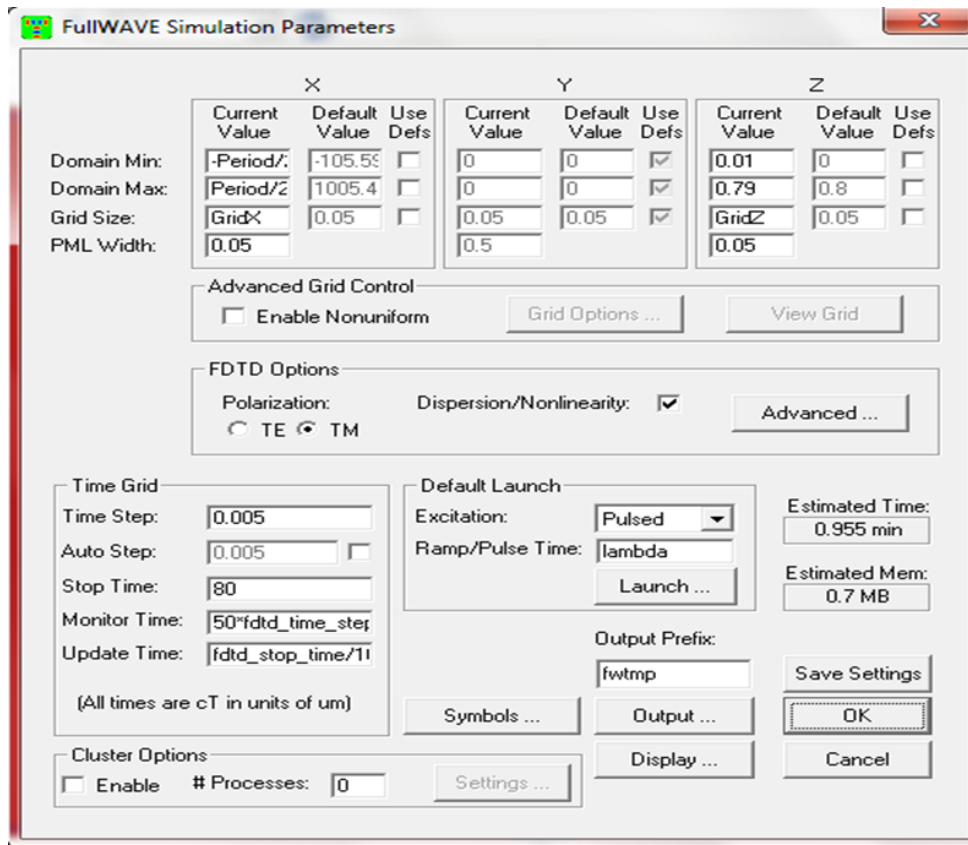 FullWAVE Simulation Parameters
X Y Z
Current Value Default Value Use Defs Current Value Default Value Use Defs Current Value Default Value Use Defs
Domain Min: -Period/2 -105.59 0 0 0.01 0
Domain Max: Period/2 1005.4 0 0 0.79 0.8
Grid Size: GridX 0.05 0.05 0.05 GridZ 0.05
PML Width: 0.05 0.5 0.05
Advanced Grid Control
Enable Nonuniform Grid Options ... View Grid
FDTD Options
Polarization: Dispersion/Nonlinearity: Advanced ...
TE TM
Time Grid
Time Step: 0.005
Auto Step: 0.005
Stop Time: 80
Monitor Time: 50*fdtd_time_step
Update Time: fdtd_stop_time/10
(All times are cT in units of um)
Default Launch
Excitation: Pulsed
Ramp/Pulse Time: lambda
Launch ...
Estimated Time:
0.955 min
Estimated Mem:
0.7 MB
Output Prefix:
fwtmp Save Settings
Symbols ... Output ... OK
Display ... Cancel
Cluster Options
Enable # Processes: 0 Settings ...